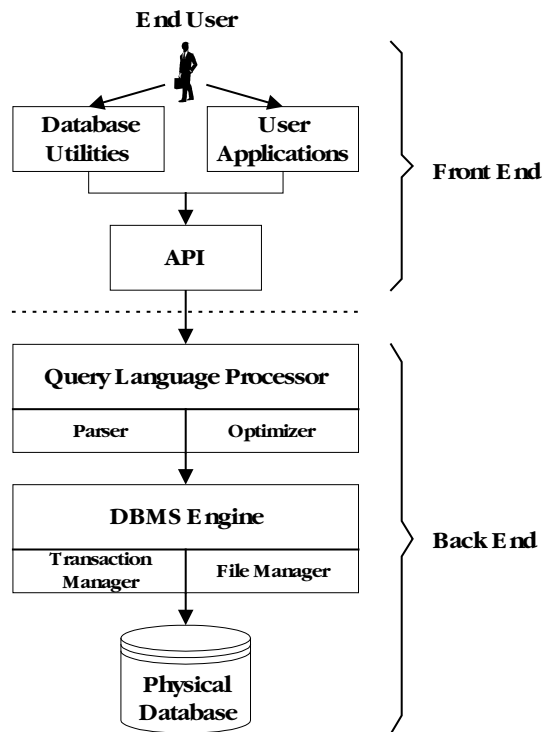 End User
Database
Utilities
User
Applications
Front End
API
Query Language Processor
Parser
Optimizer
DBMS Engine
Back End
Transaction
Manager
File Manager
Physical
Database